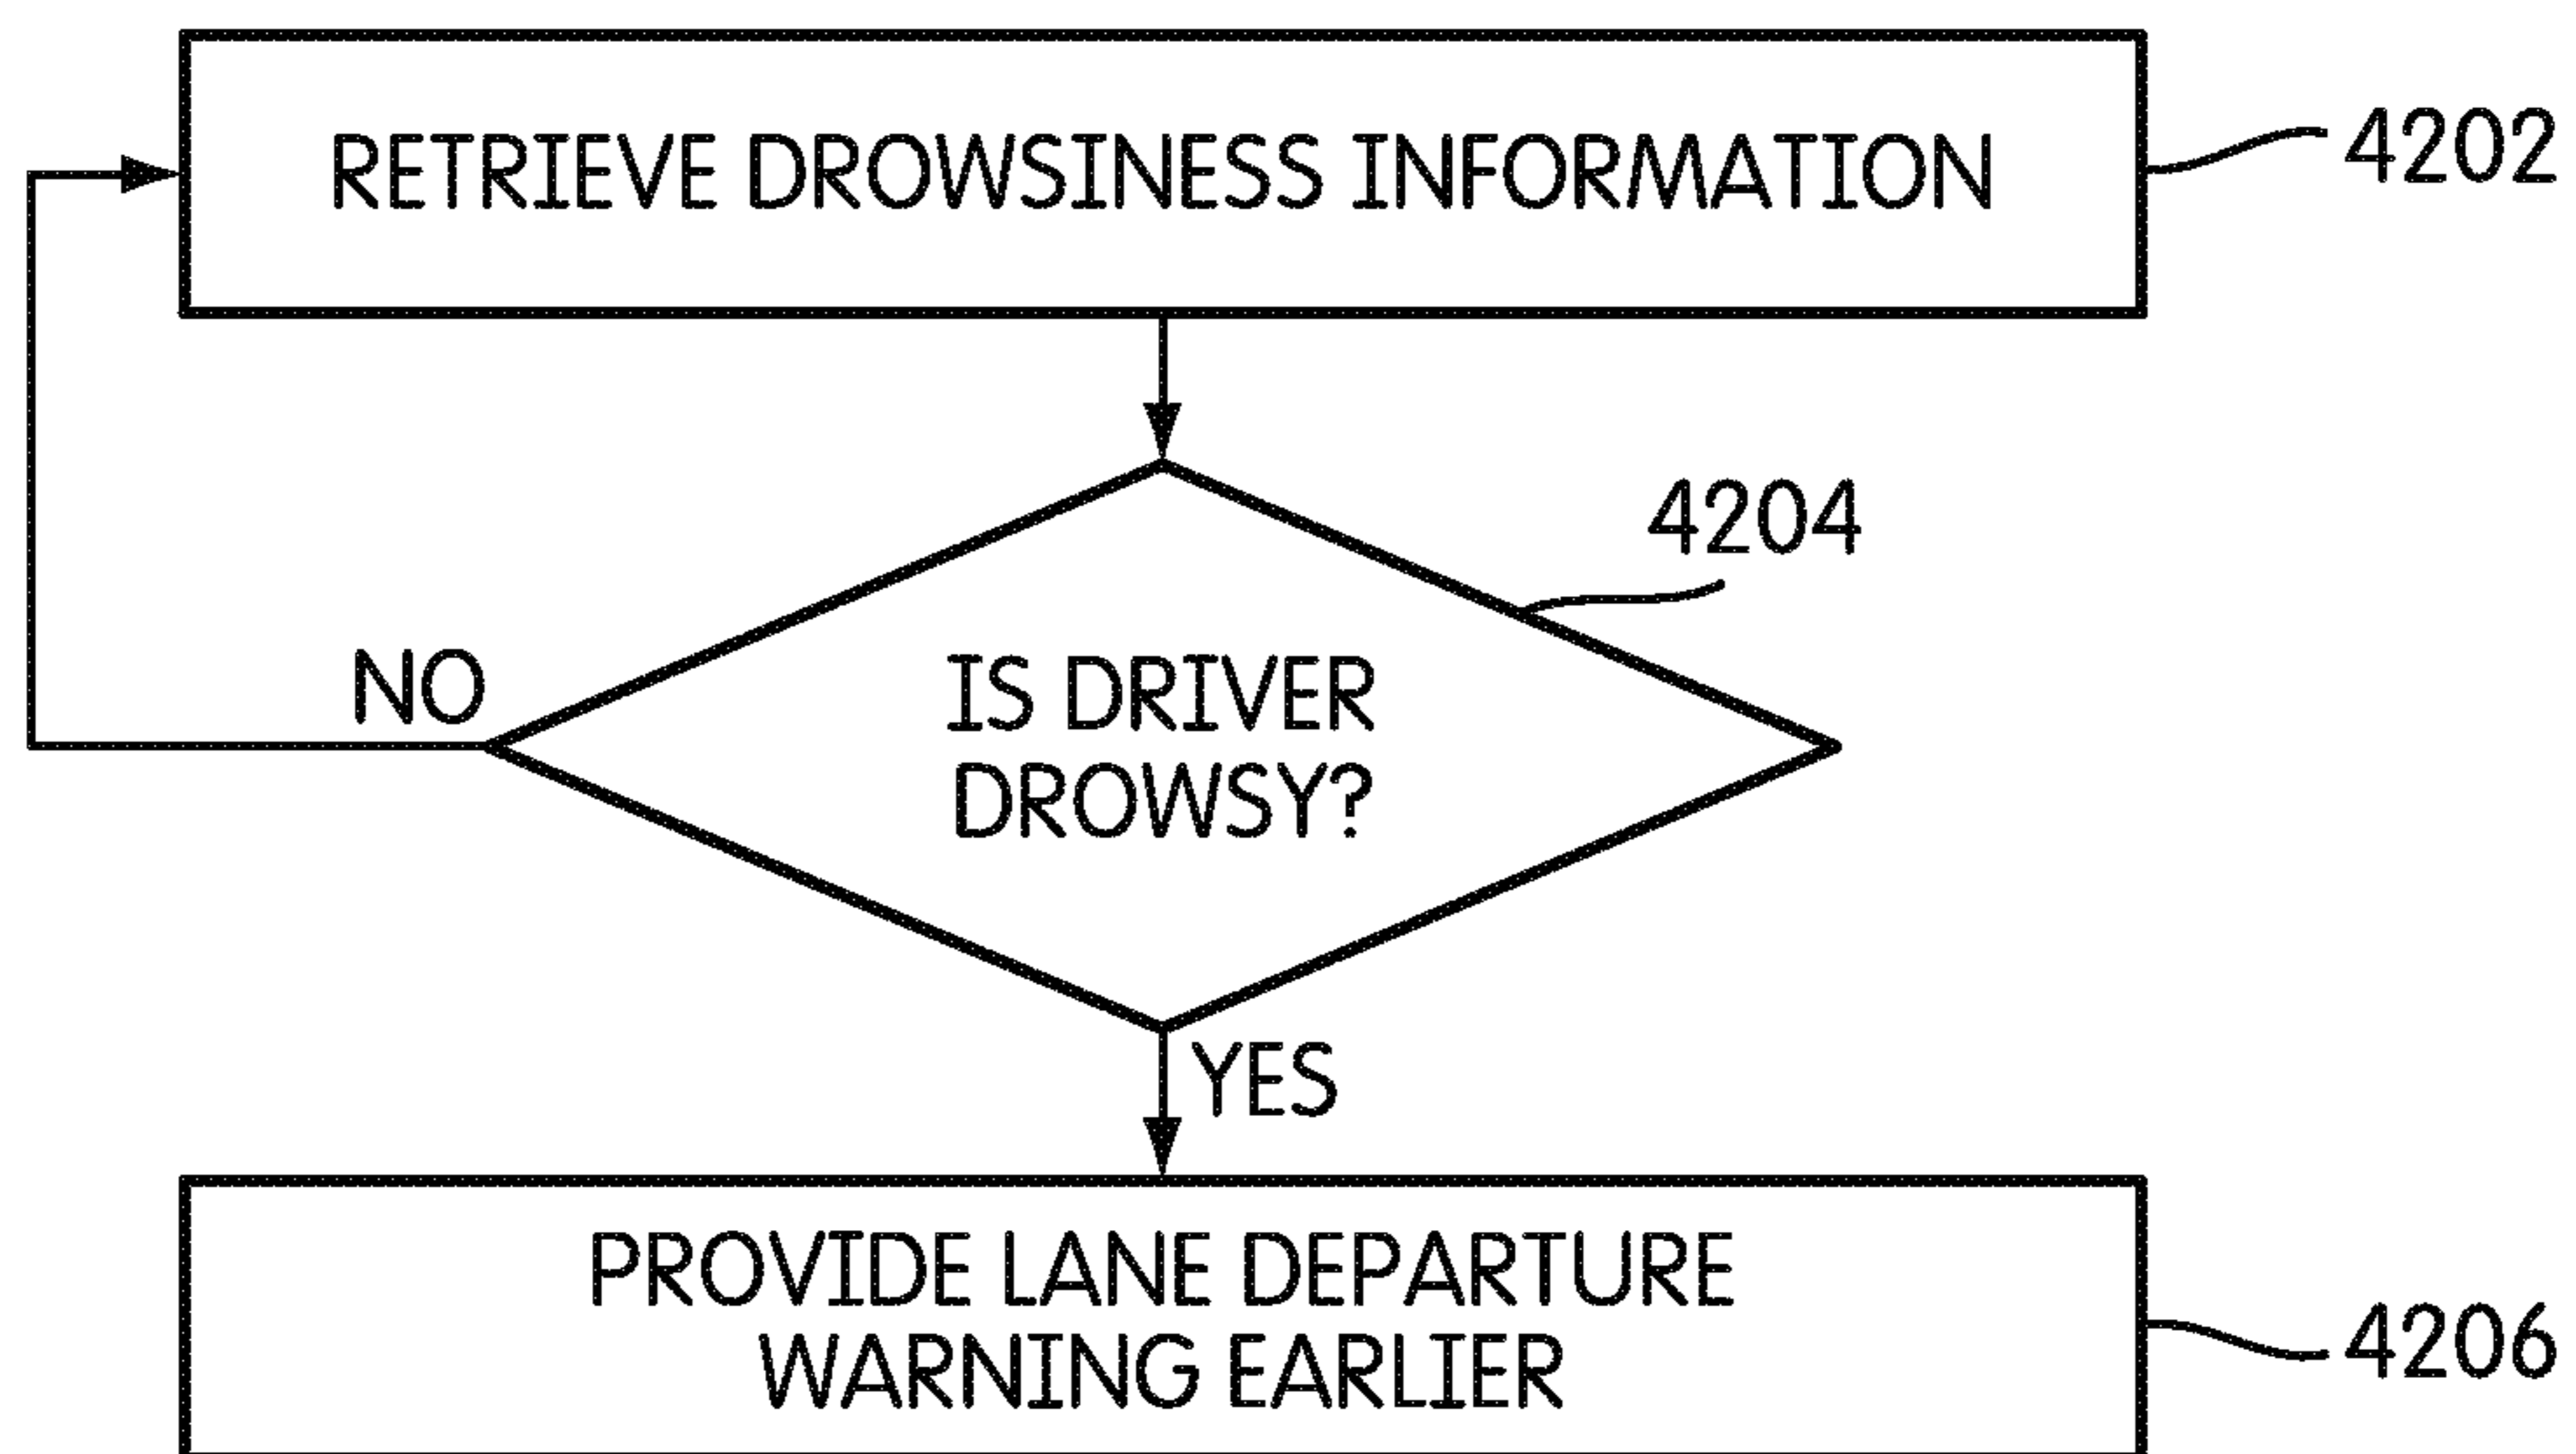 RETRIEVE DROWSINESS INFORMATION
4202
4204
IS DRIVER
DROWSY?
NO
YES
PROVIDE LANE DEPARTURE
WARNING EARLIER
4206